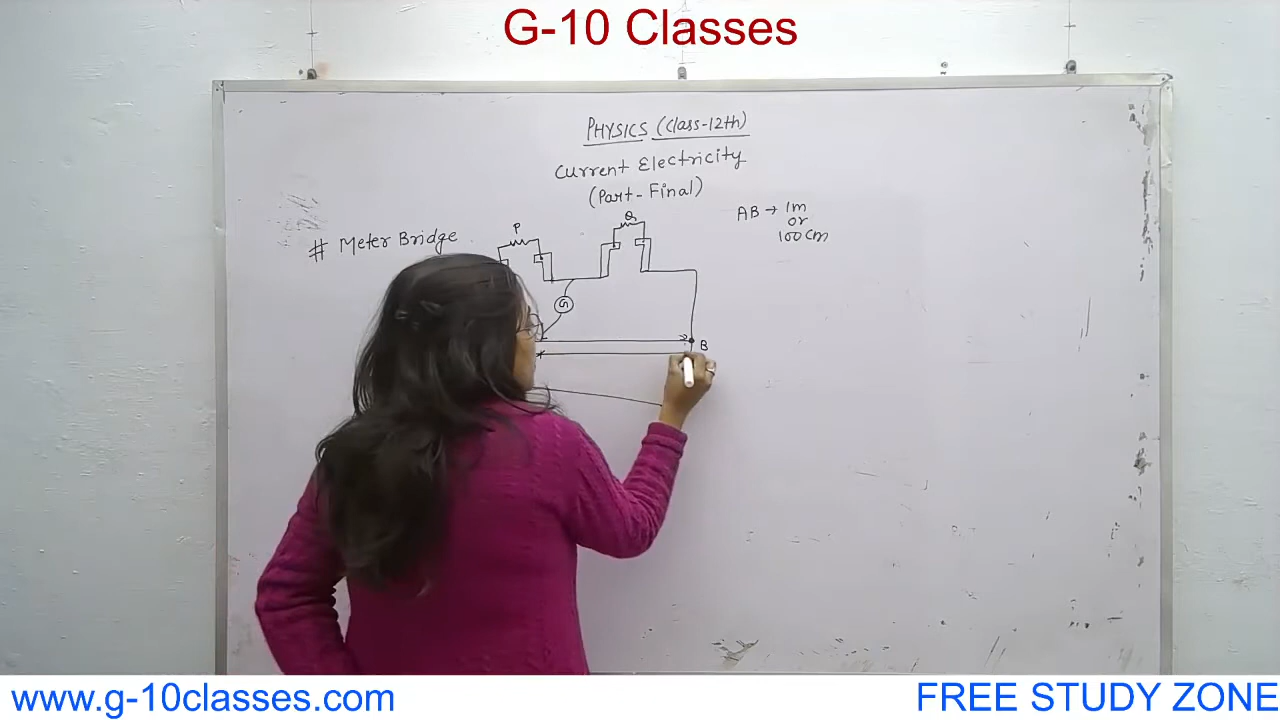 G-10 Classes
PHYSICS (Class-12th)
Current Electricity
(Part-Final)
# Meter Bridge
P
Q
AB → 1m
or
100cm
G
B
www.g-10classes.com
FREE STUDY ZONE